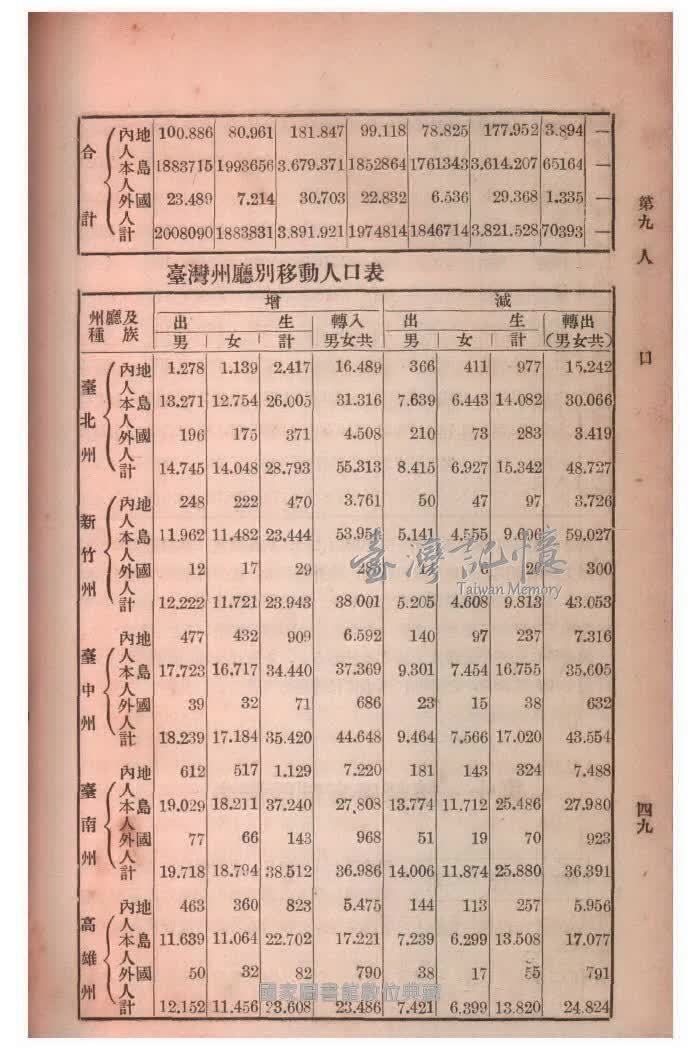 合計
內地人 100.886 80.961 181.847 99.118 78.825 177.952 3.894 —
本島人 1883715 1993656 3.679.371 1852864 1761343 3,614.207 65164 —
外國人 23.489 7.214 30.703 22.832 6.536 29.368 1.335 —
計 2008090 1883831 3.891.921 1974814 1846714 3,821.528 70393 —
臺灣州廳別移動人口表
州廳及種族 增 減
出生 轉入 出生 轉出
男 女 計 男女共 男 女 計 (男女共)
臺北州
內地人 1.278 1.139 2.417 16.489 366 411 977 15.242
本島人 13.271 12.754 26.005 31.316 7.639 6.443 14.082 30.066
外國人 196 175 371 4.508 210 73 283 3.419
計 14.745 14.048 28.793 55.313 8.415 6.927 15.342 48.727
新竹州
內地人 248 222 470 3.761 50 47 97 3.726
本島人 11.962 11.482 23.444 53.954 5.141 4.555 59.027
外國人 12 17 29 300
計 12.222 11.721 23.943 38.001 5.205 4.608 9.813 43.053
臺中州
內地人 477 432 909 6.592 140 97 237 7.316
本島人 17.723 16.717 34.440 37.369 9.301 7.454 16.755 35.605
外國人 39 32 71 686 23 15 38 632
計 18.239 17.184 35.420 44.648 9.464 7.566 17.020 43.554
臺南州
內地人 612 517 1.129 7.220 181 143 324 7.488
本島人 19.029 18.211 37.240 27,808 13.774 11.712 25.486 27.980
外國人 77 66 143 968 51 19 70 923
計 19.718 18.794 38.512 36.986 14.006 11.874 25.880 36.391
高雄州
內地人 463 360 823 5.475 144 113 257 5.956
本島人 11.639 11.064 22.702 17.221 7.239 6.299 13.508 17.077
外國人 50 32 82 790 38 17 55 791
計 12.152 11.456 23.608 23.486 7.421 6.399 13.820 24.824
第九 人口
四九
臺灣記憶
Taiwan Memory
國家圖書館數位典藏